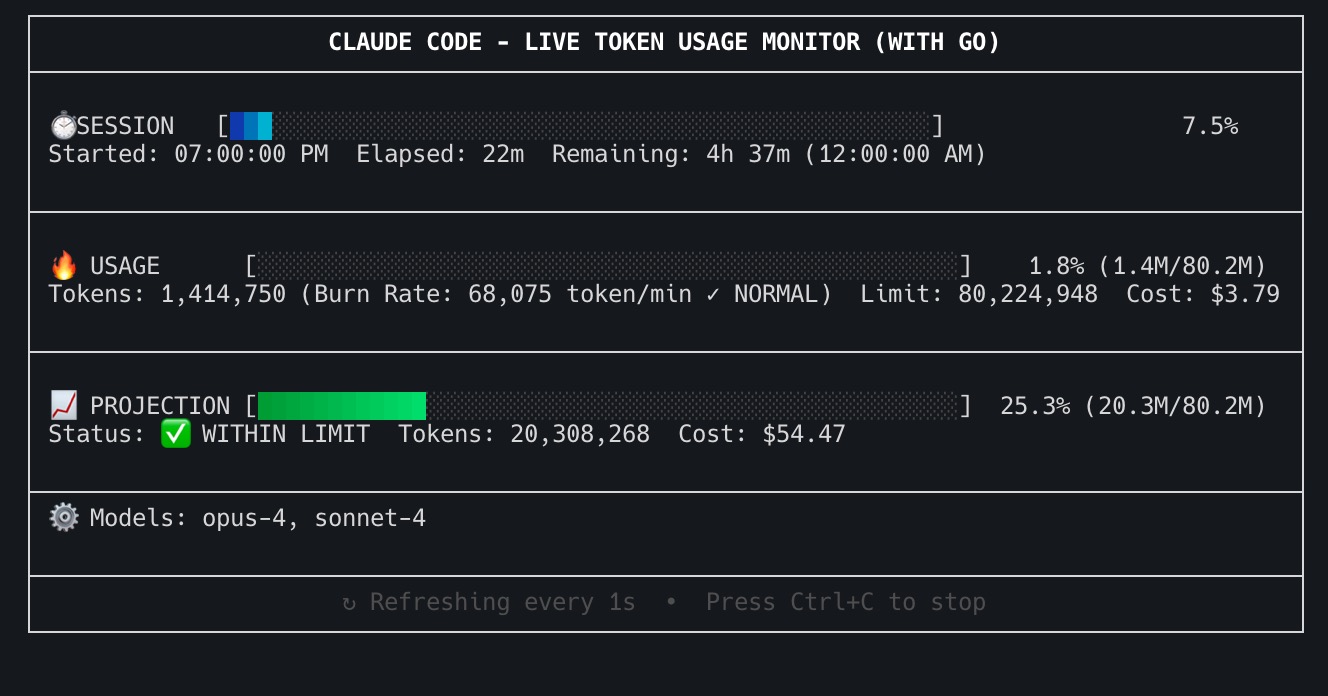 CLAUDE CODE - LIVE TOKEN USAGE MONITOR (WITH GO)
⏱SESSION [ ] 7.5%
Started: 07:00:00 PM Elapsed: 22m Remaining: 4h 37m (12:00:00 AM)
🔥 USAGE [ ] 1.8% (1.4M/80.2M)
Tokens: 1,414,750 (Burn Rate: 68,075 token/min ✓ NORMAL) Limit: 80,224,948 Cost: $3.79
📈 PROJECTION [ ] 25.3% (20.3M/80.2M)
Status: ✅ WITHIN LIMIT Tokens: 20,308,268 Cost: $54.47
⚙️ Models: opus-4, sonnet-4
↻ Refreshing every 1s • Press Ctrl+C to stop